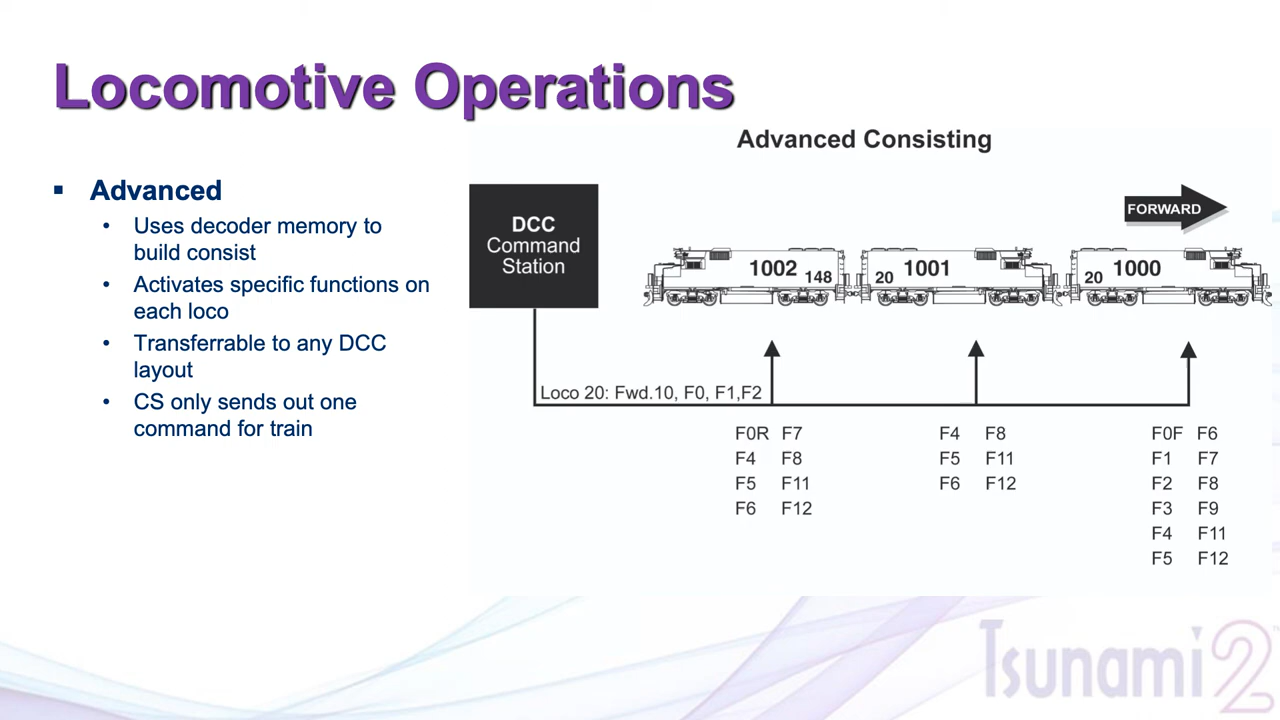 Locomotive Operations
Advanced Consisting
▪ Advanced
• Uses decoder memory to
build consist
• Activates specific functions on
each loco
• Transferrable to any DCC
layout
• CS only sends out one
command for train
DCC
Command
Station
FORWARD
1002 148
20 1001
20 1000
Loco 20: Fwd.10, F0, F1,F2
F0R F7
F4 F8
F5 F11
F6 F12
F4 F8
F5 F11
F6 F12
F0F F6
F1 F7
F2 F8
F3 F9
F4 F11
F5 F12
Tsunami2™